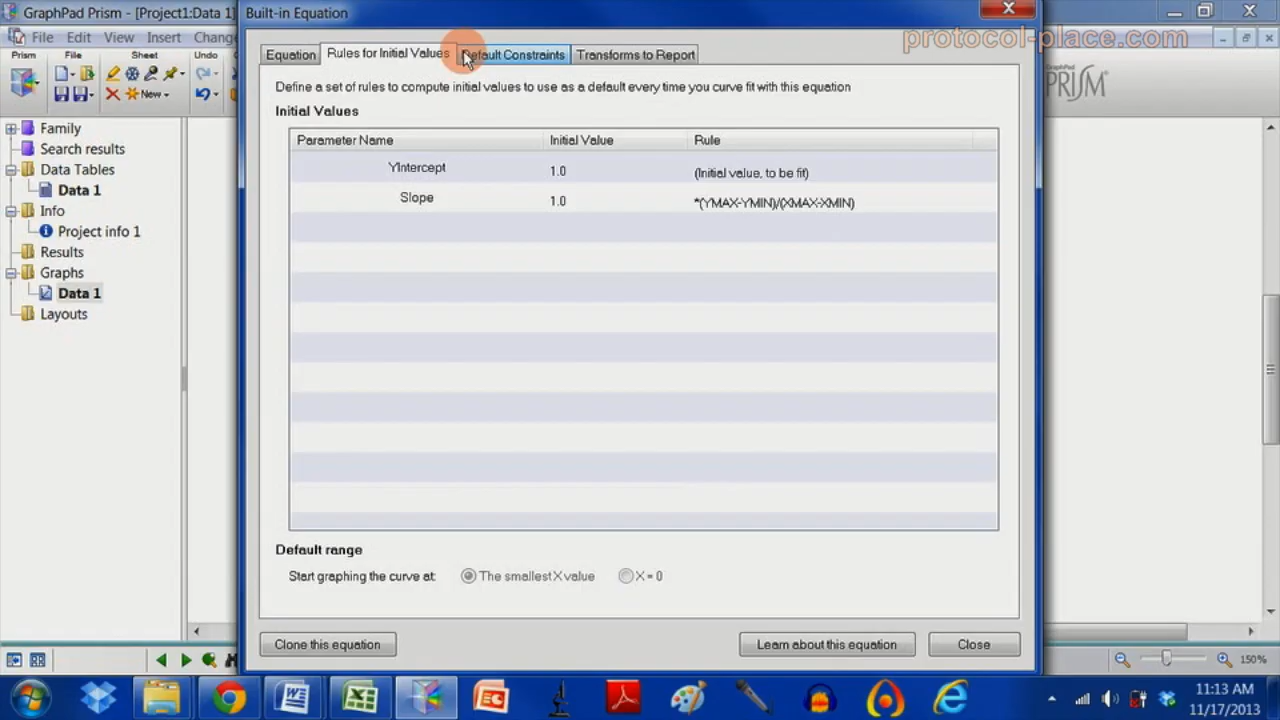 GraphPad Prism - [Project1:Data 1]
Built-in Equation
protocol-place.com
File Edit View Insert Change
Prism File Sheet Undo
New
GraphPad
PRISM
Equation Rules for Initial Values Default Constraints Transforms to Report
Define a set of rules to compute initial values to use as a default every time you curve fit with this equation
Initial Values
Parameter Name Initial Value Rule
YIntercept 1.0 (Initial value, to be fit)
Slope 1.0 *(YMAX-YMIN)/(XMAX-XMIN)
Family
Search results
Data Tables
Data 1
Info
Project info 1
Results
Graphs
Data 1
Layouts
Default range
Start graphing the curve at: The smallest X value X = 0
Clone this equation Learn about this equation Close
150%
11:13 AM
11/17/2013